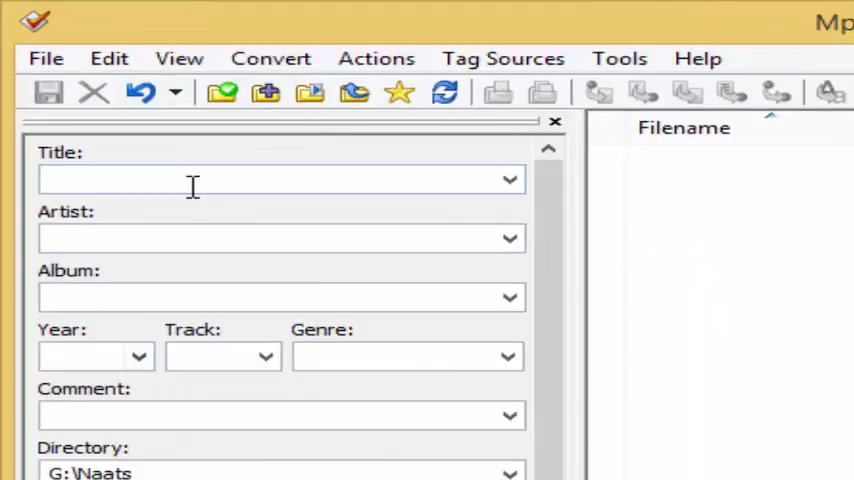 Mp
File Edit View Convert Actions Tag Sources Tools Help
Filename
Title:
Artist:
Album:
Year: Track: Genre:
Comment:
Directory:
G:\Naats